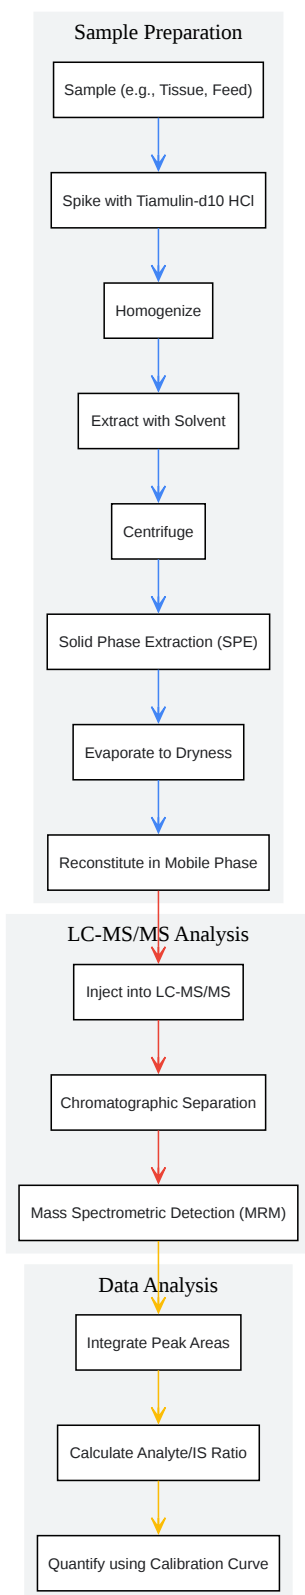 Sample Preparation
Sample (e.g., Tissue, Feed)
Spike with Tiamulin-d10 HCl
Homogenize
Extract with Solvent
Centrifuge
Solid Phase Extraction (SPE)
Evaporate to Dryness
Reconstitute in Mobile Phase
LC-MS/MS Analysis
Inject into LC-MS/MS
Chromatographic Separation
Mass Spectrometric Detection (MRM)
Data Analysis
Integrate Peak Areas
Calculate Analyte/IS Ratio
Quantify using Calibration Curve